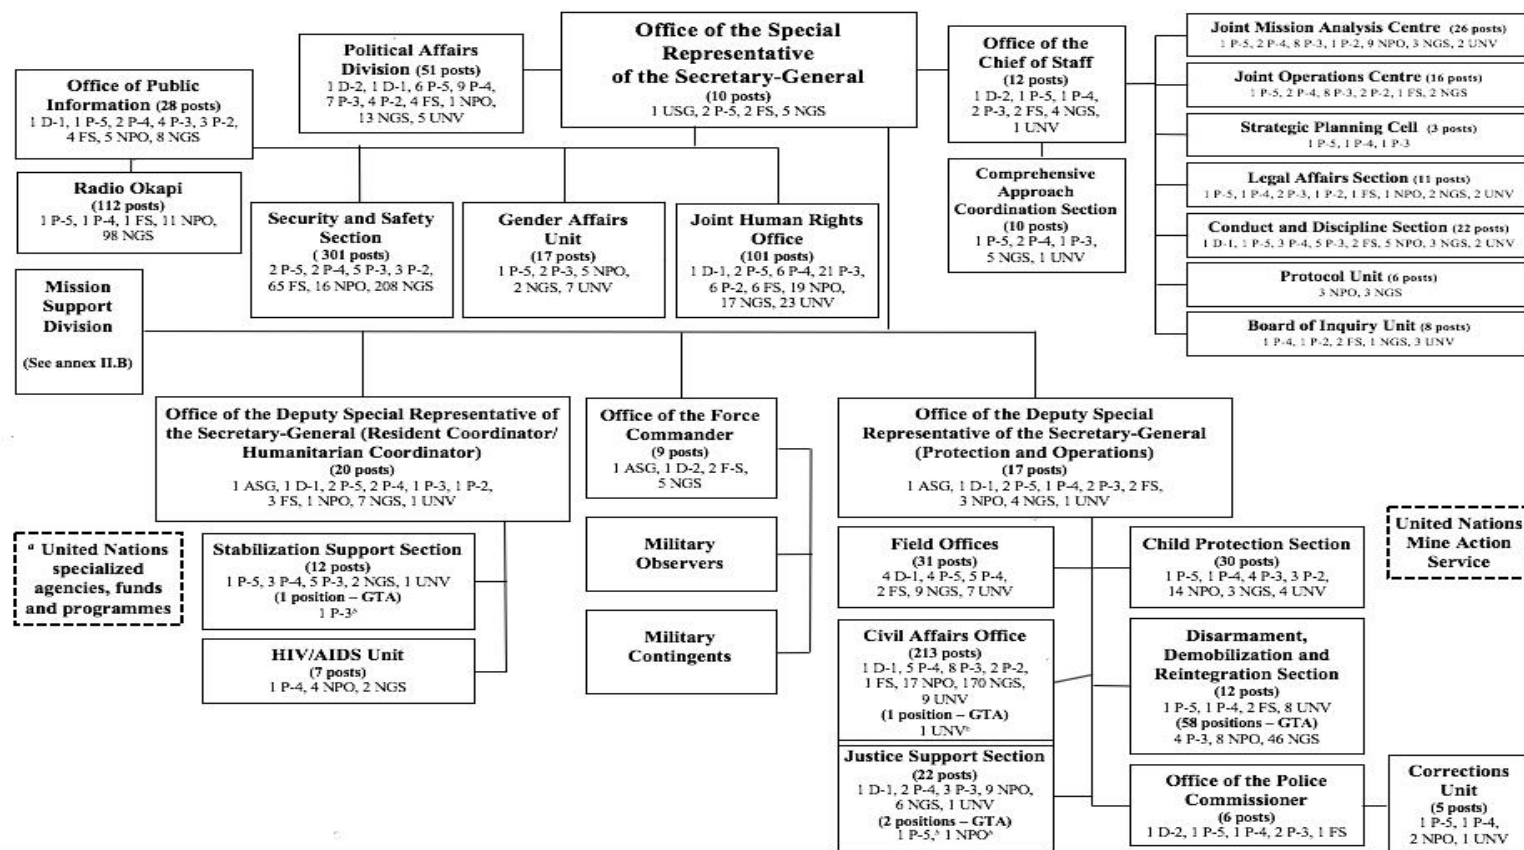 Office of the Special
Representative
of the Secretary-General
(10 posts)
1 USG, 2 P-5, 2 FS, 5 NGS
Political Affairs
Division (51 posts)
1 D-2, 1 D-1, 6 P-5, 9 P-4,
7 P-3, 4 P-2, 4 FS, 1 NPO,
13 NGS, 5 UNV
Office of Public
Information (28 posts)
1 D-1, 1 P-5, 2 P-4, 4 P-3, 3 P-2,
4 FS, 5 NPO, 8 NGS
Radio Okapi
(112 posts)
1 P-5, 1 P-4, 1 FS, 11 NPO,
98 NGS
Office of the
Chief of Staff
(12 posts)
1 D-2, 1 P-5, 1 P-4,
2 P-3, 2 FS, 4 NGS,
1 UNV
Comprehensive
Approach
Coordination Section
(10 posts)
1 P-5, 2 P-4, 1 P-3,
5 NGS, 1 UNV
Joint Mission Analysis Centre (26 posts)
1 P-5, 2 P-4, 8 P-3, 1 P-2, 9 NPO, 3 NGS, 2 UNV
Joint Operations Centre (16 posts)
1 P-5, 2 P-4, 8 P-3, 2 P-2, 1 FS, 2 NGS
Strategic Planning Cell (3 posts)
1 P-5, 1 P-4, 1 P-3
Legal Affairs Section (11 posts)
1 P-5, 1 P-4, 2 P-3, 1 P-2, 1 FS, 1 NPO, 2 NGS, 2 UNV
Conduct and Discipline Section (22 posts)
1 D-1, 1 P-5, 3 P-4, 5 P-3, 2 FS, 5 NPO, 3 NGS, 2 UNV
Protocol Unit (6 posts)
3 NPO, 3 NGS
Board of Inquiry Unit (8 posts)
1 P-4, 1 P-2, 2 FS, 1 NGS, 3 UNV
Security and Safety
Section
( 301 posts)
2 P-5, 2 P-4, 5 P-3, 3 P-2,
65 FS, 16 NPO, 208 NGS
Gender Affairs
Unit
(17 posts)
1 P-5, 2 P-3, 5 NPO,
2 NGS, 7 UNV
Joint Human Rights
Office
(101 posts)
1 D-1, 2 P-5, 6 P-4, 21 P-3,
6 P-2, 6 FS, 19 NPO,
17 NGS, 23 UNV
Mission
Support
Division
(See annex II.B)
Office of the Deputy Special Representative of
the Secretary-General (Resident Coordinator/
Humanitarian Coordinator)
(20 posts)
1 ASG, 1 D-1, 2 P-5, 2 P-4, 1 P-3, 1 P-2,
3 FS, 1 NPO, 7 NGS, 1 UNV
Stabilization Support Section
(12 posts)
1 P-5, 3 P-4, 5 P-3, 2 NGS, 1 UNV
(1 position – GTA)
1 P-3ᵇ
HIV/AIDS Unit
(7 posts)
1 P-4, 4 NPO, 2 NGS
ᵃ United Nations
specialized
agencies, funds
and programmes
Office of the Force
Commander
(9 posts)
1 ASG, 1 D-2, 2 F-S,
5 NGS
Military
Observers
Military
Contingents
Office of the Deputy Special
Representative of the Secretary-General
(Protection and Operations)
(17 posts)
1 ASG, 1 D-1, 2 P-5, 1 P-4, 2 P-3, 2 FS,
3 NPO, 4 NGS, 1 UNV
Field Offices
(31 posts)
4 D-1, 4 P-5, 5 P-4,
2 FS, 9 NGS, 7 UNV
Civil Affairs Office
(213 posts)
1 D-1, 5 P-4, 8 P-3, 2 P-2,
1 FS, 17 NPO, 170 NGS,
9 UNV
(1 position – GTA)
1 UNVᵇ
Justice Support Section
(22 posts)
1 D-1, 2 P-4, 3 P-3, 9 NPO,
6 NGS, 1 UNV
(2 positions – GTA)
1 P-5,ᵇ 1 NPOᵇ
Child Protection Section
(30 posts)
1 P-5, 1 P-4, 4 P-3, 3 P-2,
14 NPO, 3 NGS, 4 UNV
Disarmament,
Demobilization and
Reintegration Section
(12 posts)
1 P-5, 1 P-4, 2 FS, 8 UNV
(58 positions – GTA)
4 P-3, 8 NPO, 46 NGS
Office of the Police
Commissioner
(6 posts)
1 D-2, 1 P-5, 1 P-4, 2 P-3, 1 FS
Corrections
Unit
(5 posts)
1 P-5, 1 P-4,
2 NPO, 1 UNV
United Nations
Mine Action
Service